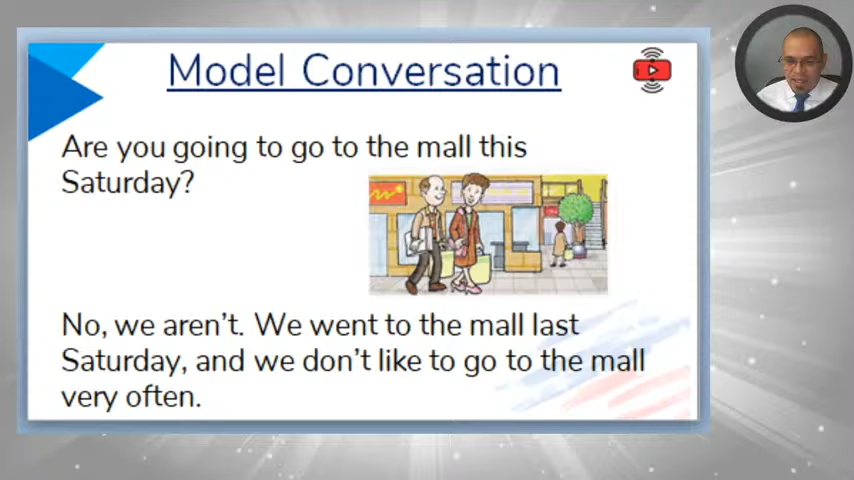 Model Conversation
Are you going to go to the mall this
Saturday?
No, we aren't. We went to the mall last
Saturday, and we don't like to go to the mall
very often.